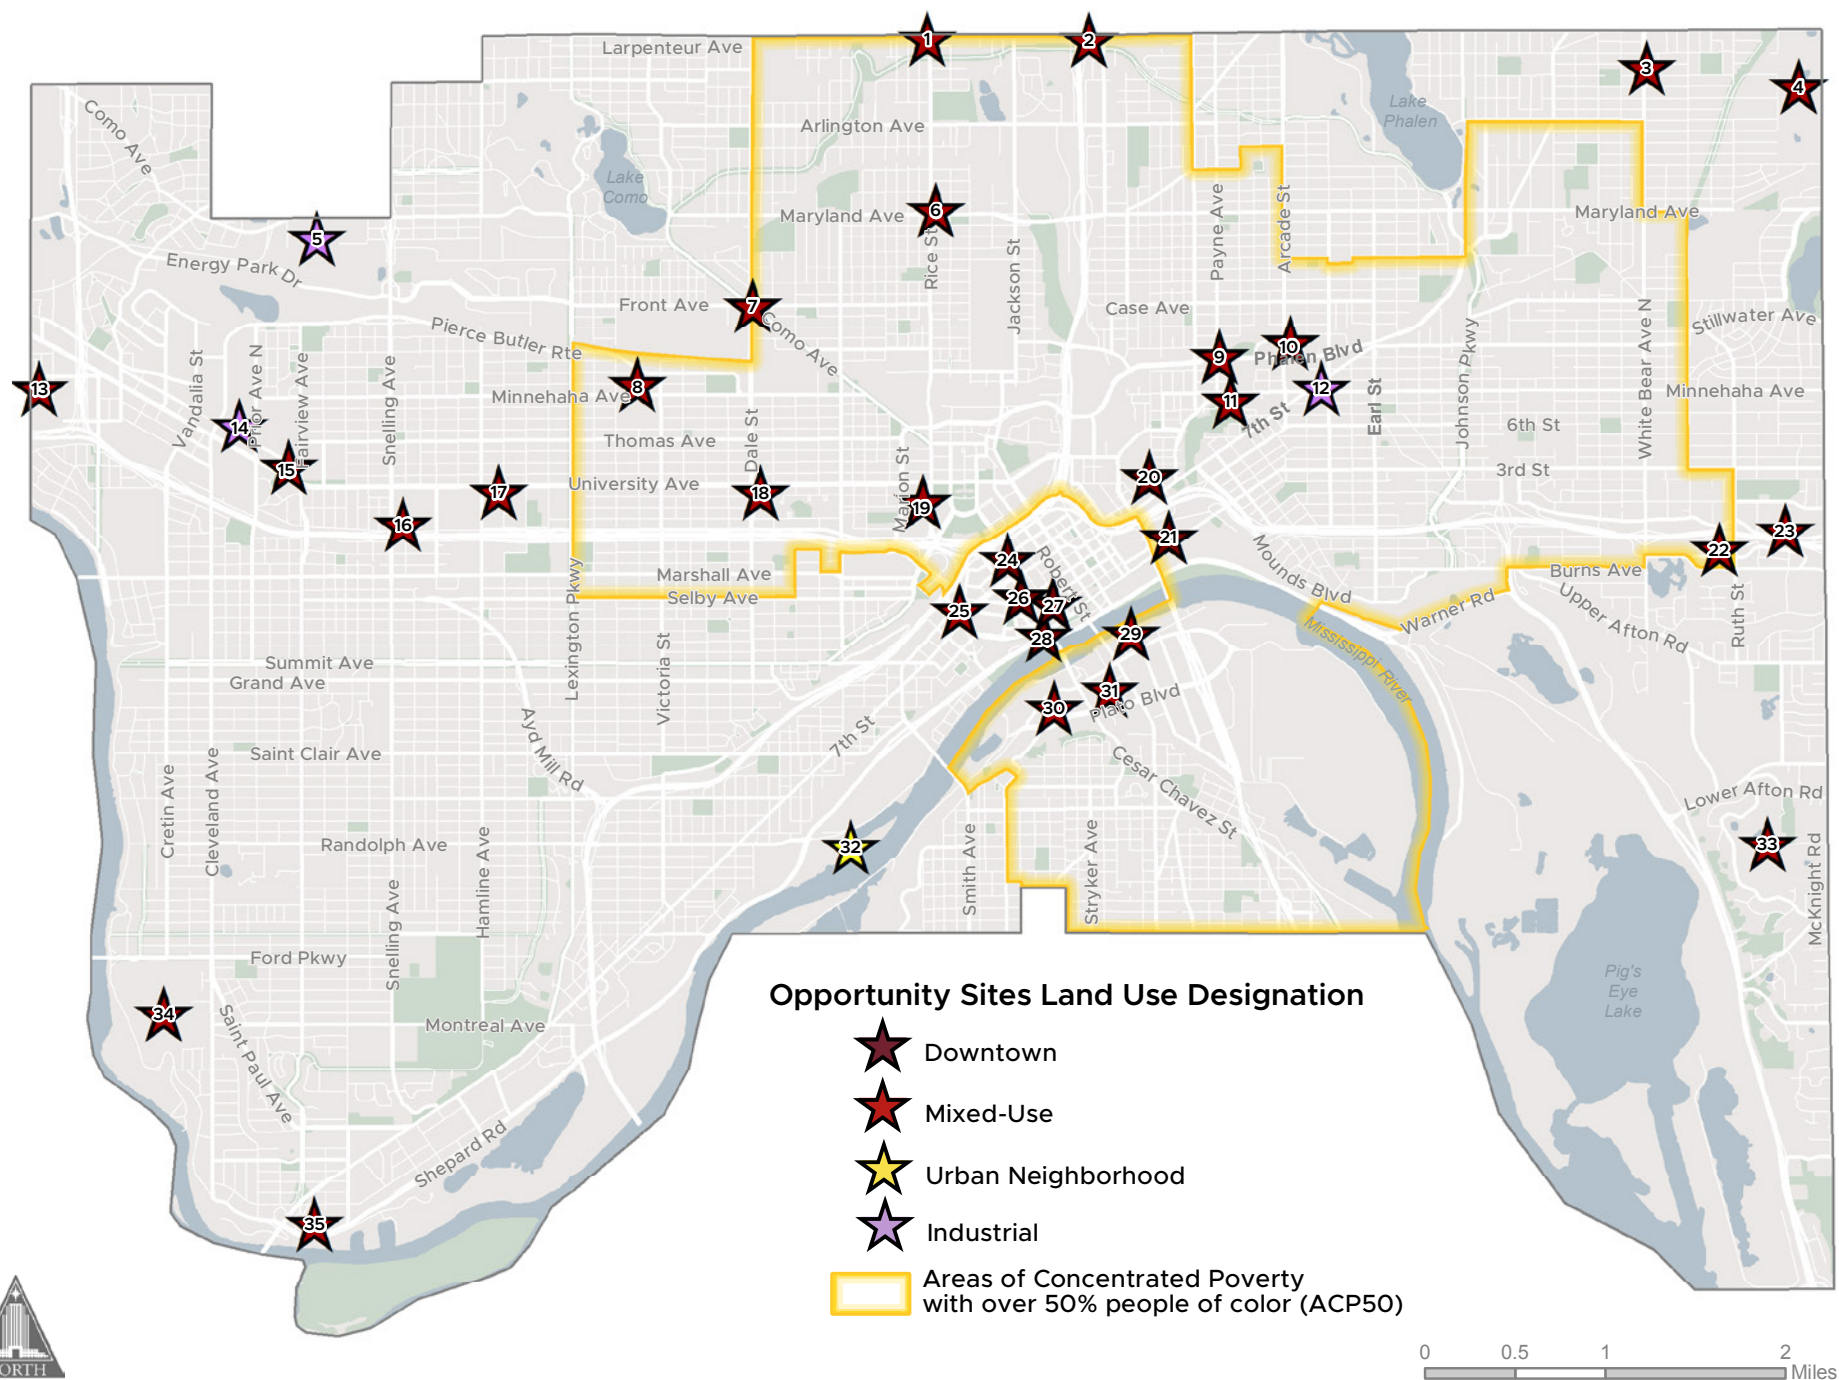 1
2
Larpenteur Ave
3
4
Como Ave
Arlington Ave
Lake
Phalen
Lake
Como
Maryland Ave
6
Rice St
Jackson St
Payne Ave
Arcade St
Maryland Ave
5
Energy Park Dr
Front Ave
7
Como Ave
Case Ave
Stillwater Ave
Pierce Butler Rte
Vandalia St
Prior Ave N
Fairview Ave
Snelling Ave
9
10
Phalen Blvd
Johnson Pkwy
White Bear Ave N
13
Minnehaha Ave
8
11
12
Earl St
Minnehaha Ave
7th St
14
Thomas Ave
Dale St
6th St
15
17
University Ave
18
Marion St
19
20
3rd St
16
21
22
23
24
Robert St
Mounds Blvd
Burns Ave
Marshall Ave
Selby Ave
Lexington Pkwy
25
26
27
28
29
Warner Rd
Upper Afton Rd
Ruth St
Mississippi River
Summit Ave
Grand Ave
Victoria St
31
30
Plato Blvd
Ayd Mill Rd
7th St
Saint Clair Ave
Cesar Chavez St
Cretin Ave
Cleveland Ave
Lower Afton Rd
Randolph Ave
Hamline Ave
32
Smith Ave
Stryker Ave
33
McKnight Rd
Snelling Ave
Ford Pkwy
Pig's
Eye
Lake
34
Saint Paul Ave
Montreal Ave
Shepard Rd
35
Opportunity Sites Land Use Designation
Downtown
Mixed-Use
Urban Neighborhood
Industrial
Areas of Concentrated Poverty
with over 50% people of color (ACP50)
ORTH
0 0.5 1 2
Miles